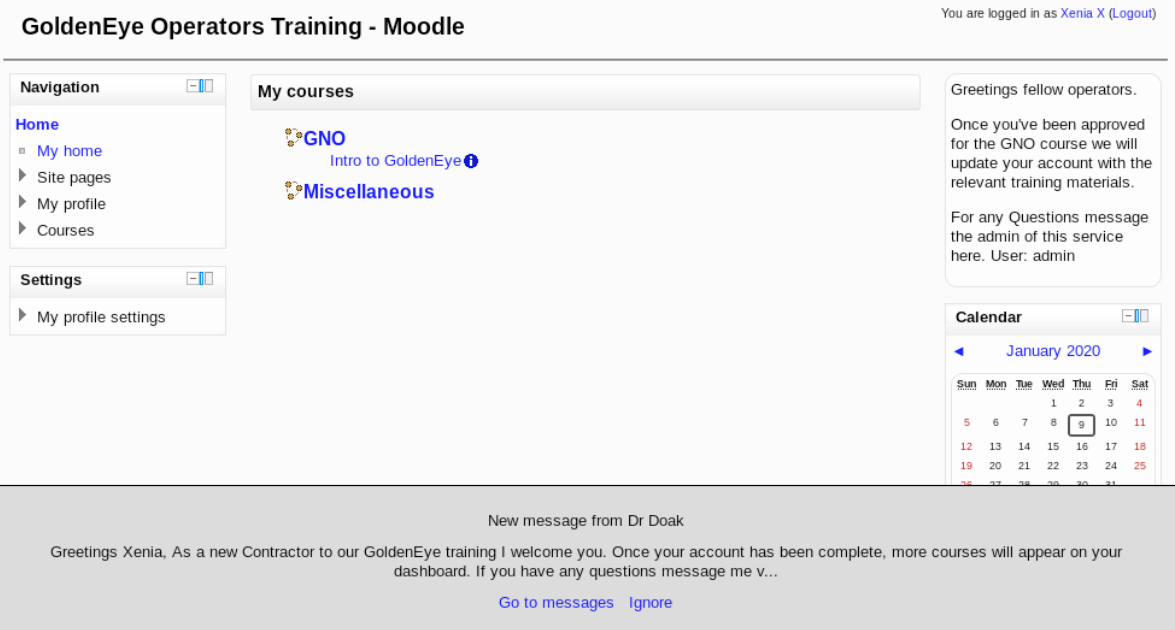 GoldenEye Operators Training - Moodle
You are logged in as Xenia X (Logout)
Navigation
Home
My home
Site pages
My profile
Courses
Settings
My profile settings
My courses
GNO
Intro to GoldenEye
Miscellaneous
Greetings fellow operators.
Once you've been approved
for the GNO course we will
update your account with the
relevant training materials.
For any Questions message
the admin of this service
here. User: admin
Calendar
◄ January 2020 ►
Sun Mon Tue Wed Thu Fri Sat
1 2 3 4
5 6 7 8 9 10 11
12 13 14 15 16 17 18
19 20 21 22 23 24 25
26 27 28 29 30 31
New message from Dr Doak
Greetings Xenia, As a new Contractor to our GoldenEye training I welcome you. Once your account has been complete, more courses will appear on your
dashboard. If you have any questions message me v...
Go to messages Ignore